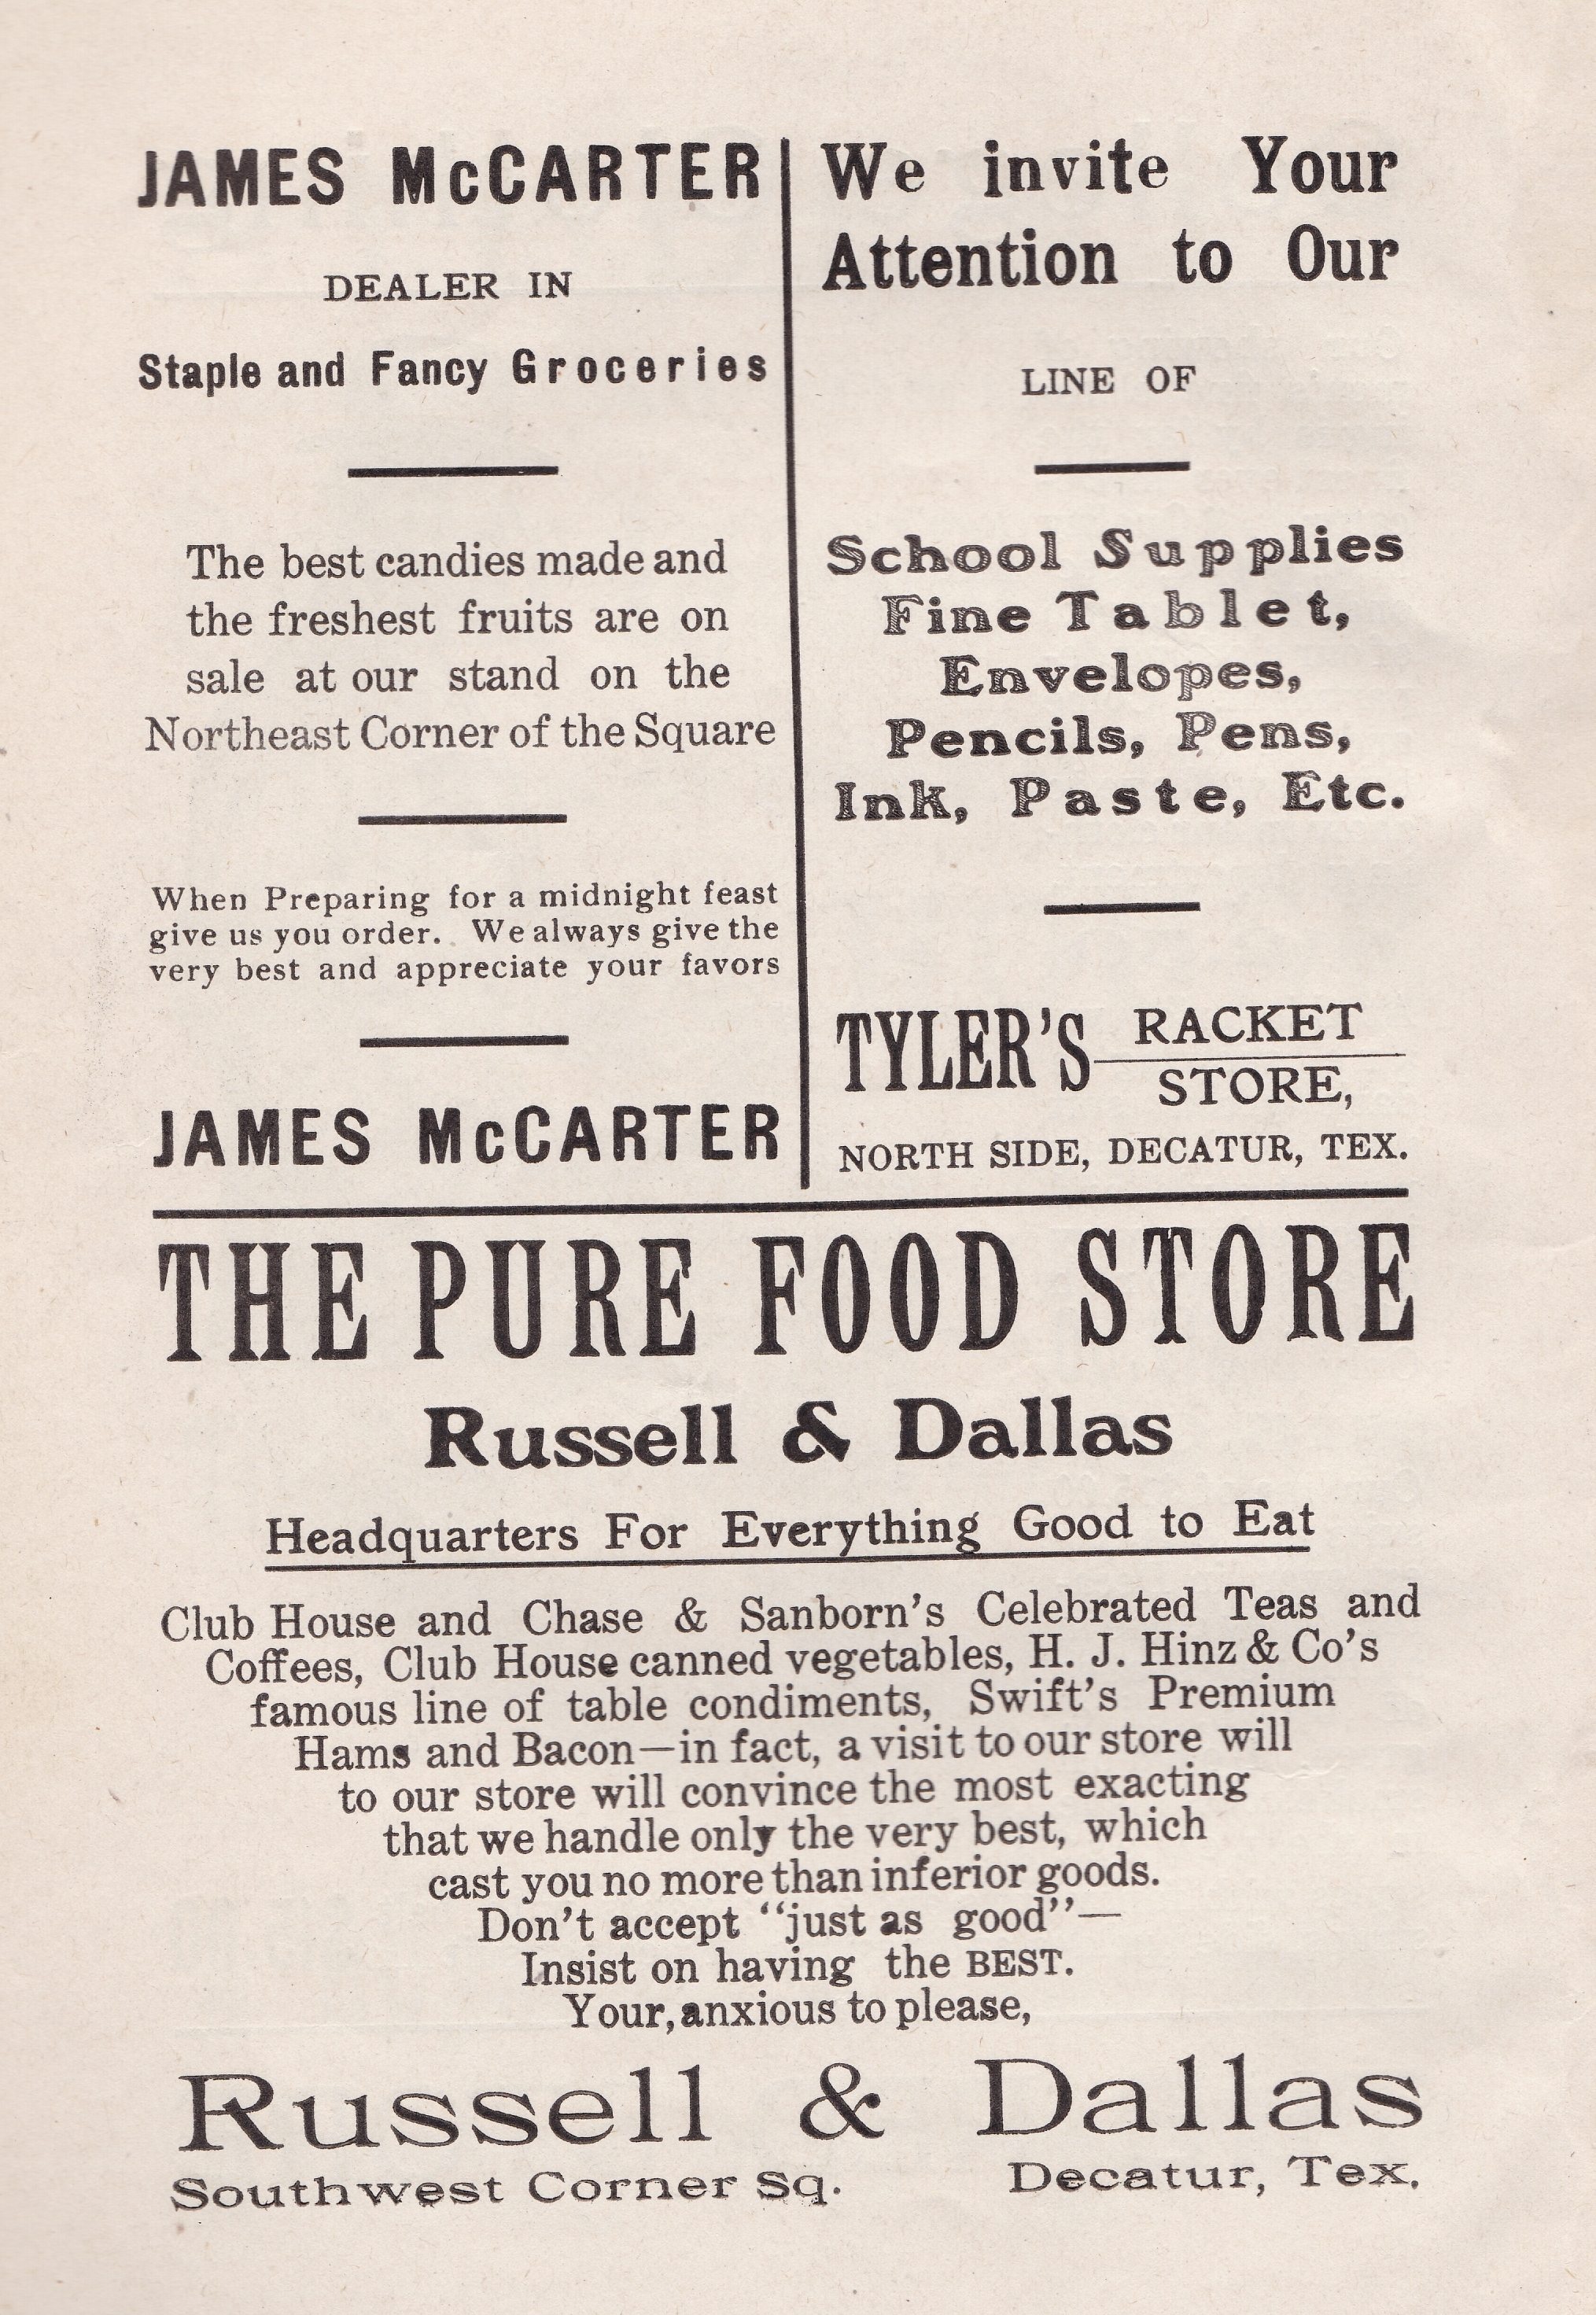 JAMES McCARTER
DEALER IN
Staple and Fancy Groceries
The best candies made and
the freshest fruits are on
sale at our stand on the
Northeast Corner of the Square
When Preparing for a midnight feast
give us you order. We always give the
very best and appreciate your favors
JAMES McCARTER
We invite Your
Attention to Our
LINE OF
School Supplies
Fine Tablet,
Envelopes,
Pencils, Pens,
Ink, Paste, Etc.
TYLER'S RACKET
STORE,
NORTH SIDE, DECATUR, TEX.
THE PURE FOOD STORE
Russell & Dallas
Headquarters For Everything Good to Eat
Club House and Chase & Sanborn's Celebrated Teas and
Coffees, Club House canned vegetables, H. J. Hinz & Co's
famous line of table condiments, Swift's Premium
Hams and Bacon—in fact, a visit to our store will
to our store will convince the most exacting
that we handle only the very best, which
cast you no more than inferior goods.
Don't accept "just as good"—
Insist on having the BEST.
Your, anxious to please,
Russell & Dallas
Southwest Corner Sq. Decatur, Tex.